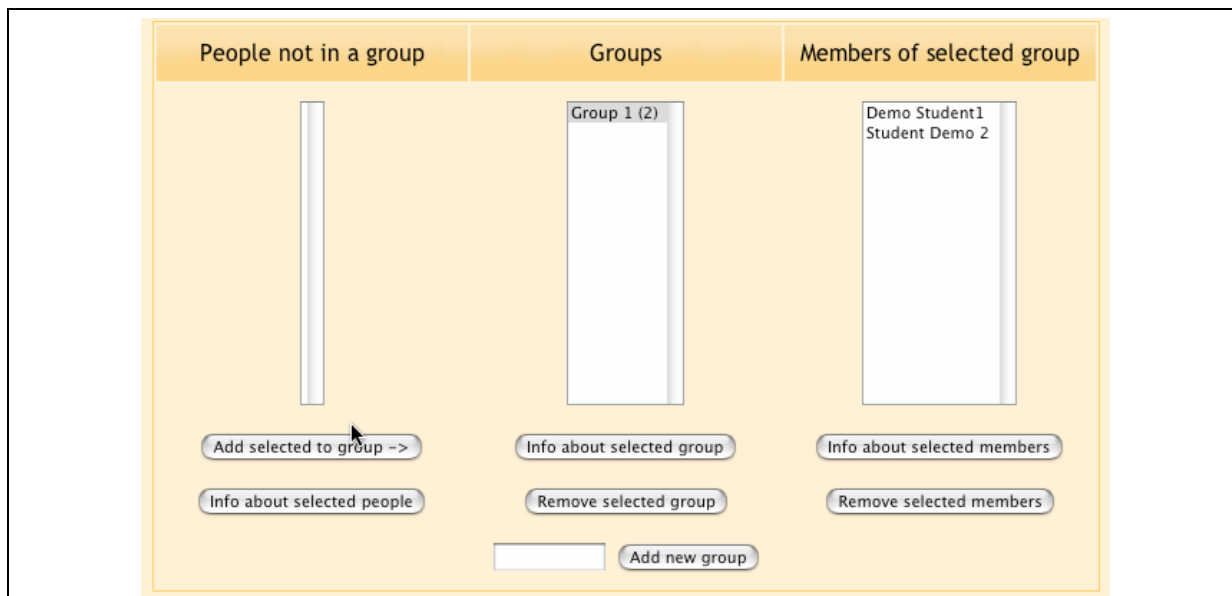 People not in a group
Groups
Members of selected group
Group 1 (2)
Demo Student1
Student Demo 2
Add selected to group ->
Info about selected group
Info about selected members
Info about selected people
Remove selected group
Remove selected members
Add new group